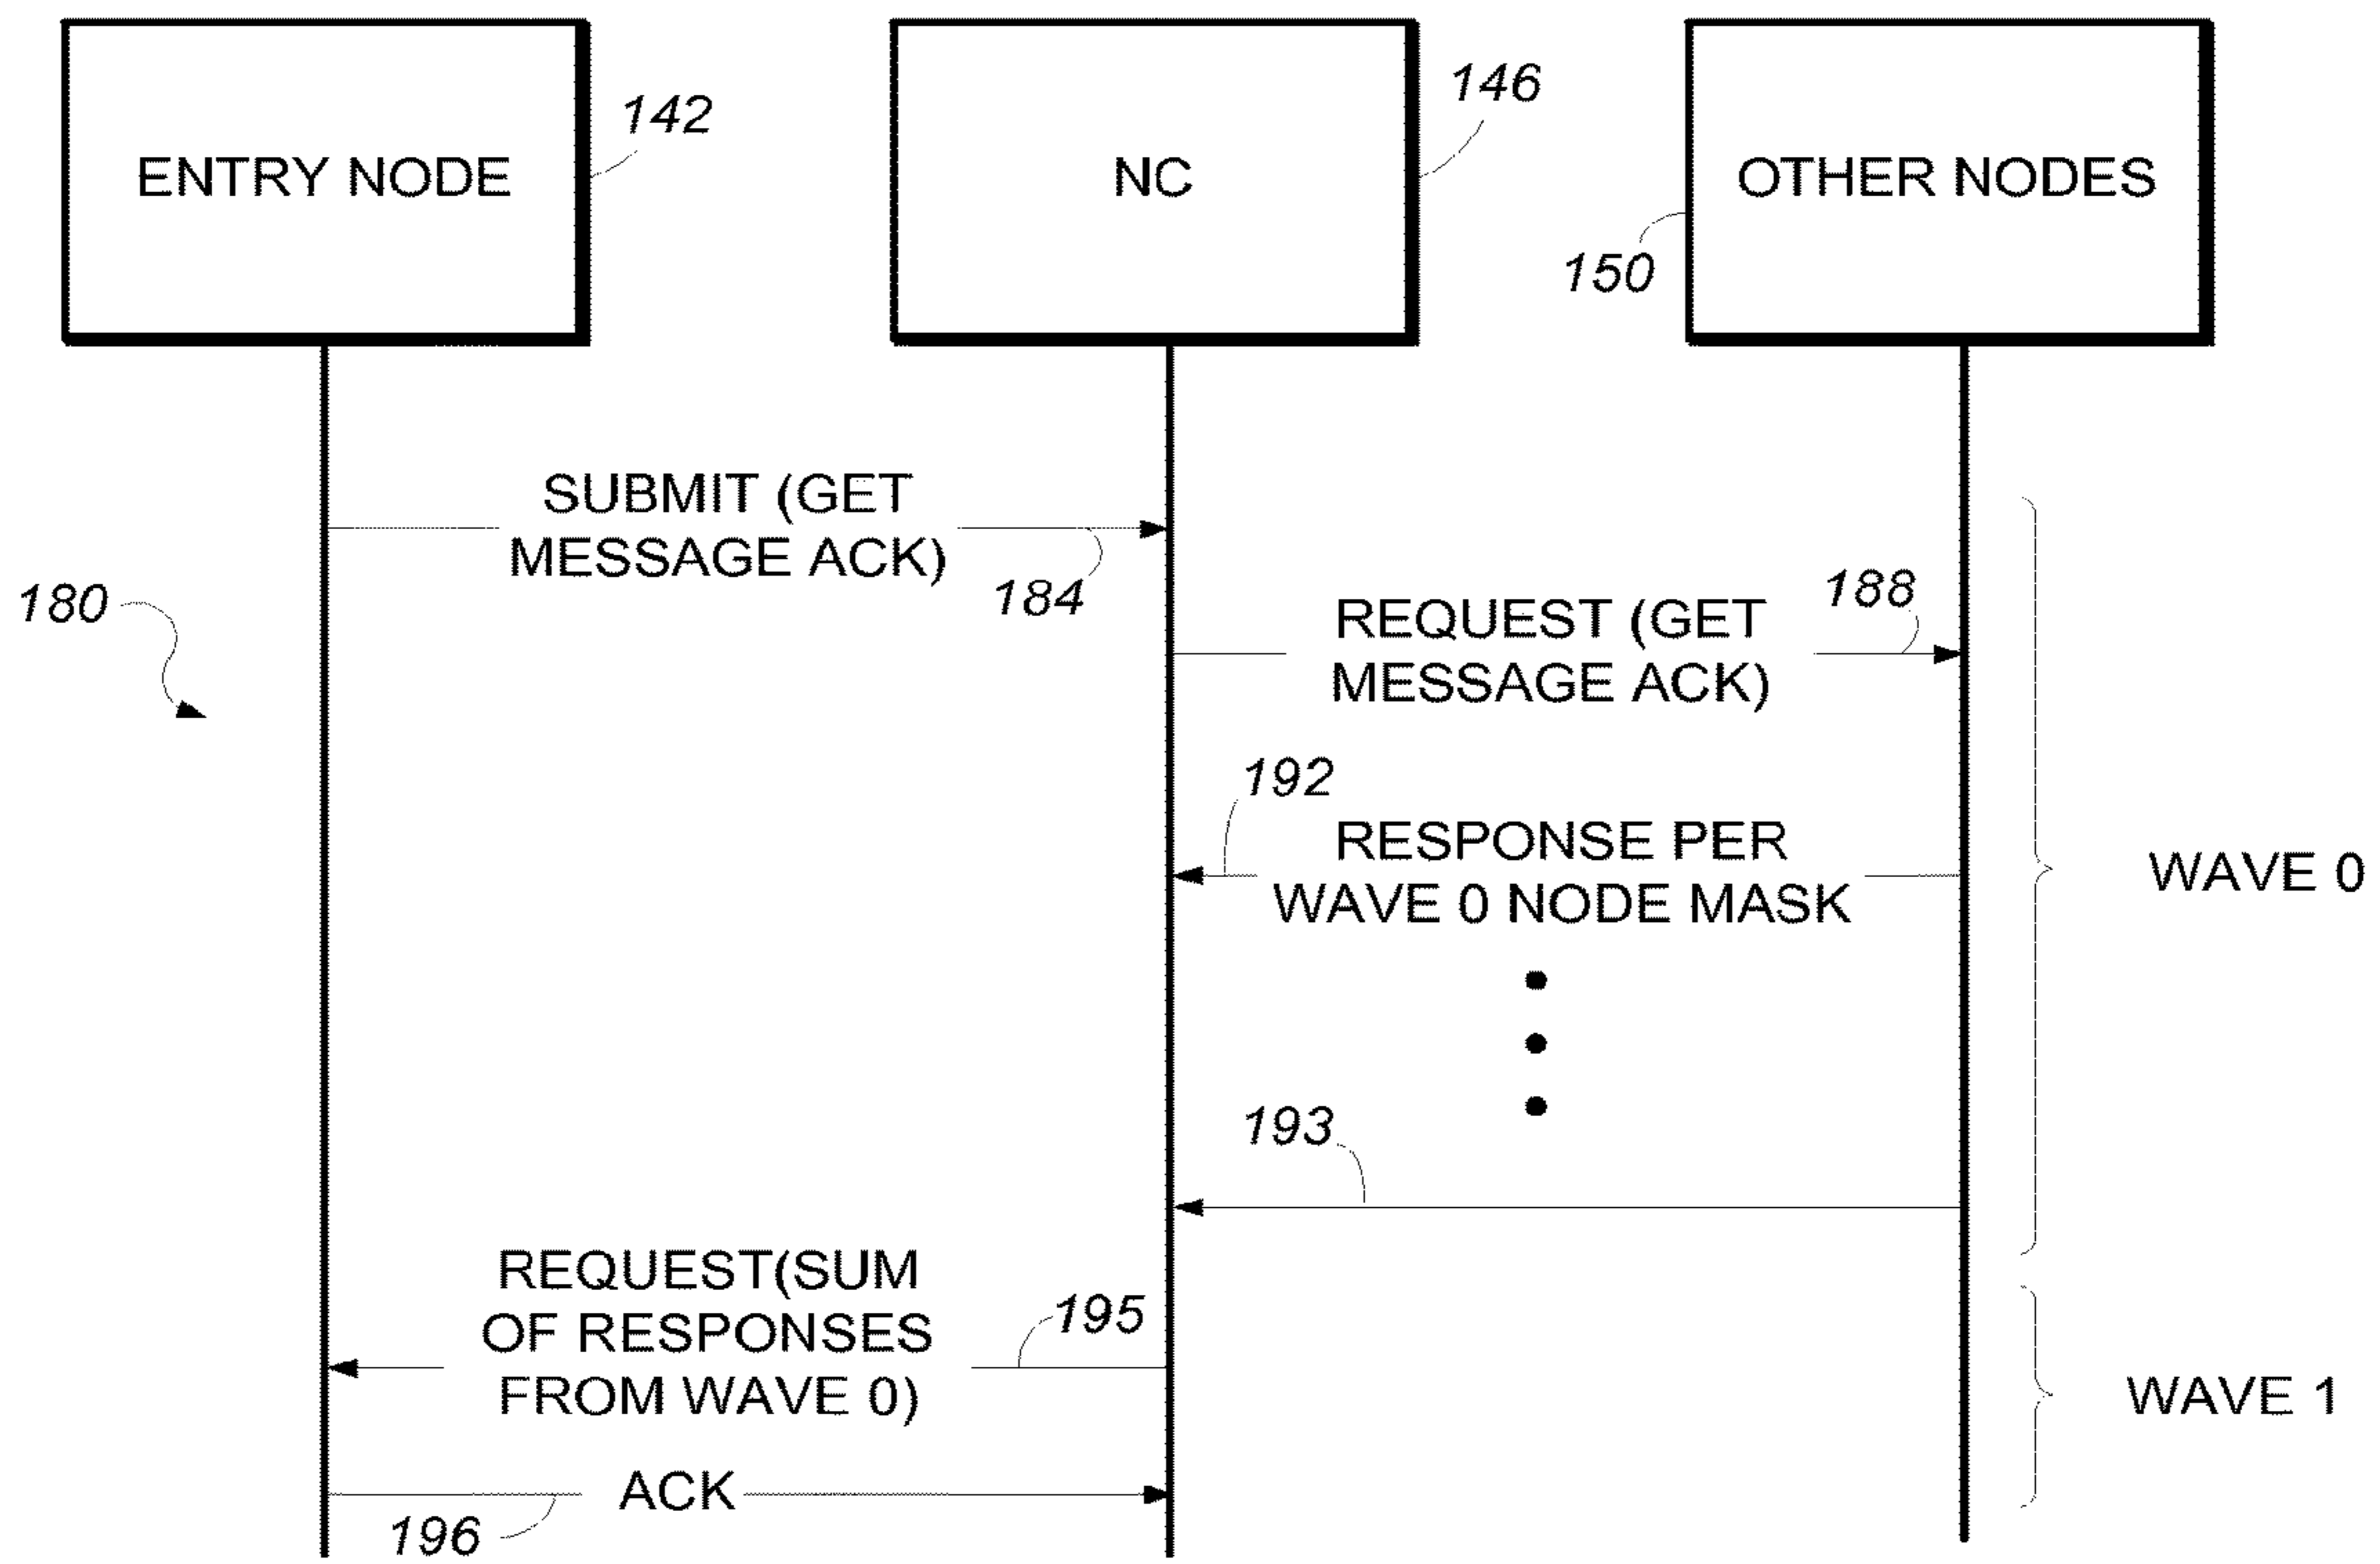 ENTRY NODE
142
NC
146
OTHER NODES
150
180
SUBMIT (GET
MESSAGE ACK)
184
REQUEST (GET
MESSAGE ACK)
188
192
RESPONSE PER
WAVE 0 NODE MASK
193
WAVE 0
REQUEST(SUM
OF RESPONSES
FROM WAVE 0)
195
WAVE 1
ACK
196